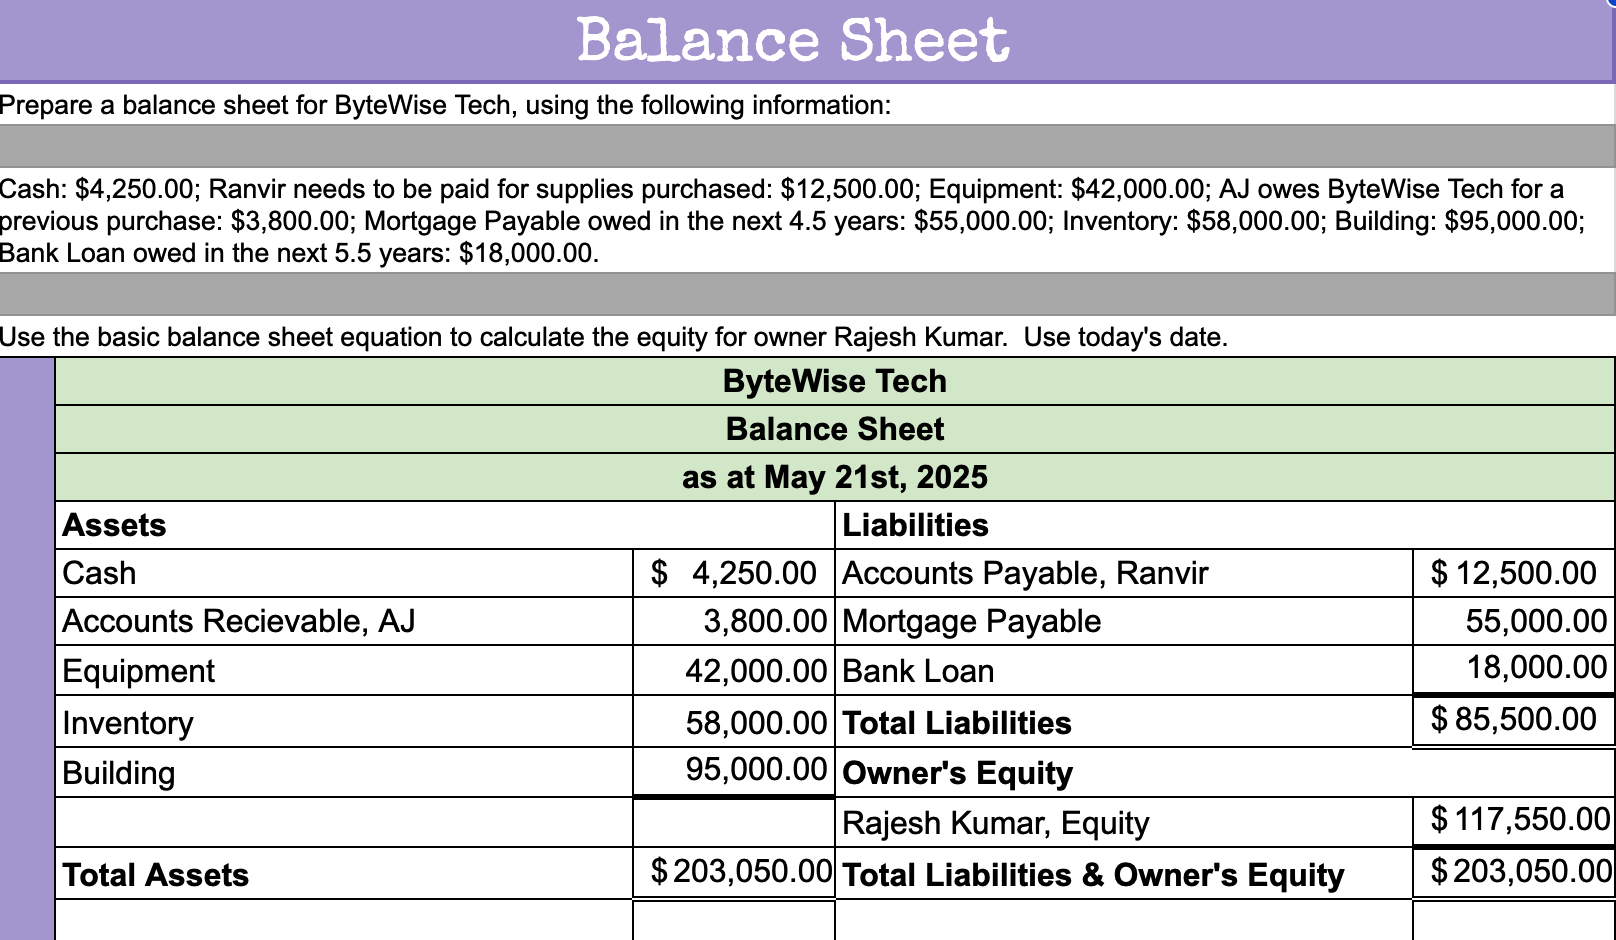 Balance Sheet
Prepare a balance sheet for ByteWise Tech, using the following information:
Cash: $4,250.00; Ranvir needs to be paid for supplies purchased: $12,500.00; Equipment: $42,000.00; AJ owes ByteWise Tech for a
previous purchase: $3,800.00; Mortgage Payable owed in the next 4.5 years: $55,000.00; Inventory: $58,000.00; Building: $95,000.00;
Bank Loan owed in the next 5.5 years: $18,000.00.
Use the basic balance sheet equation to calculate the equity for owner Rajesh Kumar.  Use today's date.
ByteWise Tech
Balance Sheet
as at May 21st, 2025
Assets Liabilities
Cash $ 4,250.00 Accounts Payable, Ranvir $ 12,500.00
Accounts Recievable, AJ 3,800.00 Mortgage Payable 55,000.00
Equipment 42,000.00 Bank Loan 18,000.00
Inventory 58,000.00 Total Liabilities $ 85,500.00
Building 95,000.00 Owner's Equity
Rajesh Kumar, Equity $ 117,550.00
Total Assets $ 203,050.00 Total Liabilities & Owner's Equity $ 203,050.00